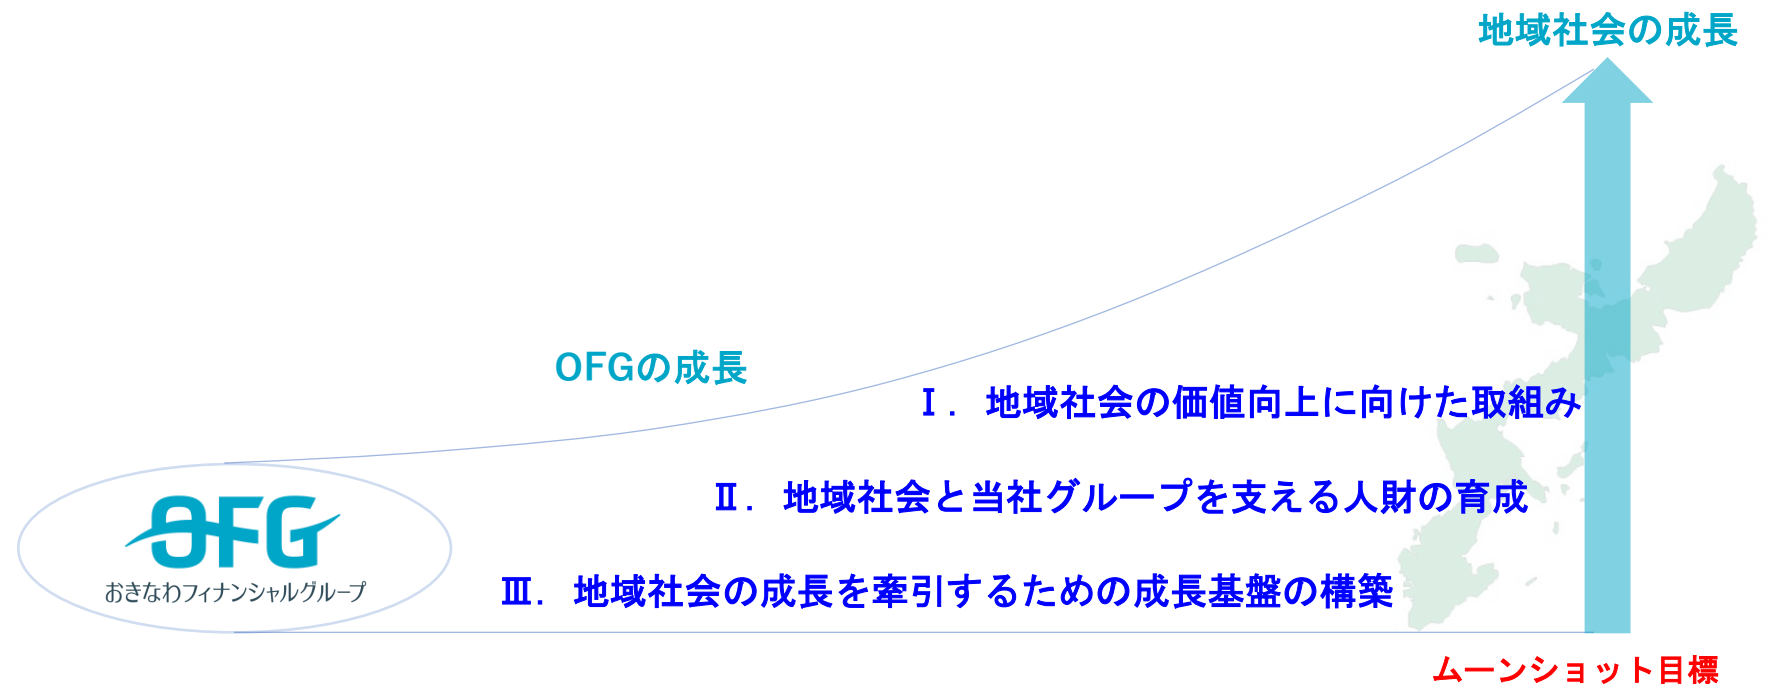 地域社会の成長
OFGの成長
Ⅰ. 地域社会の価値向上に向けた取組み
Ⅱ. 地域社会と当社グループを支える人財の育成
OFG
おきなわフィナンシャルグループ
Ⅲ. 地域社会の成長を牽引するための成長基盤の構築
ムーンショット目標